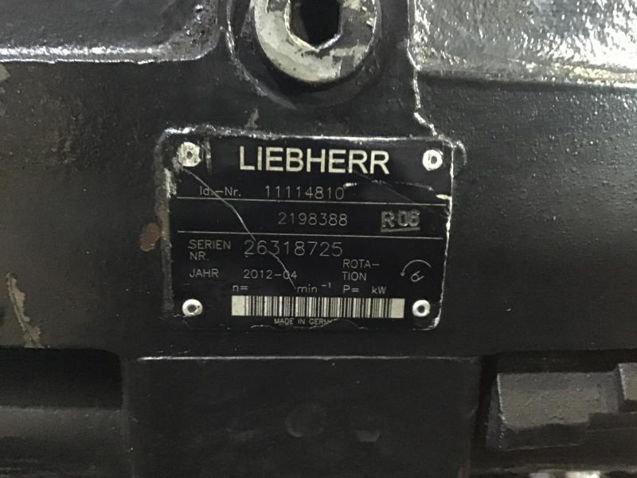 LIEBHERR
Id.-Nr. 11114810
2198388 R06
SERIEN NR. 26318725
JAHR 2012-04 ROTA-TION
n= min⁻¹ P= kW
MADE IN GERMANY